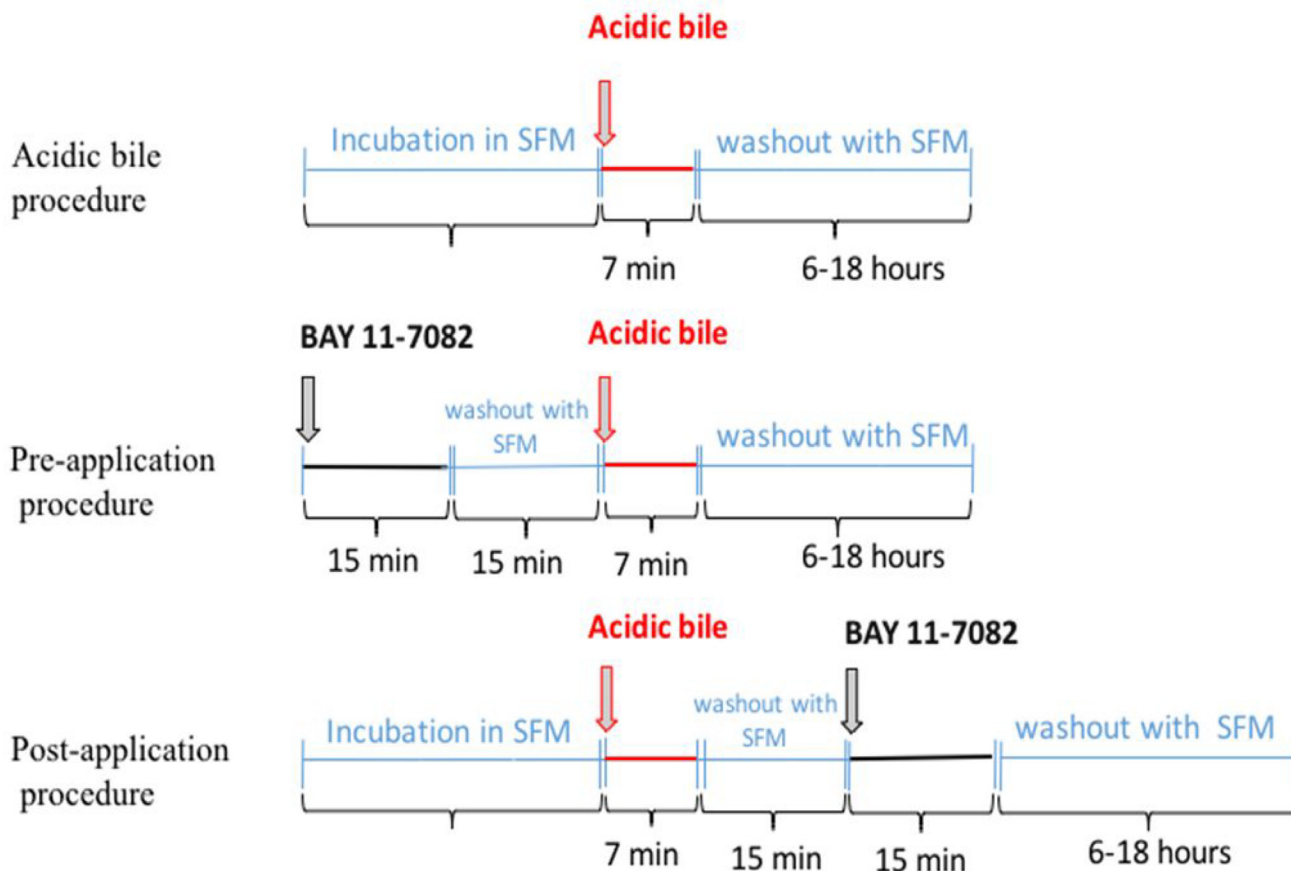 Acidic bile
Incubation in SFM
washout with SFM
Acidic bile
procedure
7 min
6-18 hours
BAY 11-7082
Acidic bile
washout with
SFM
washout with SFM
Pre-application
procedure
15 min
15 min
7 min
6-18 hours
Acidic bile
BAY 11-7082
Incubation in SFM
washout with
SFM
washout with SFM
Post-application
procedure
7 min
15 min
15 min
6-18 hours